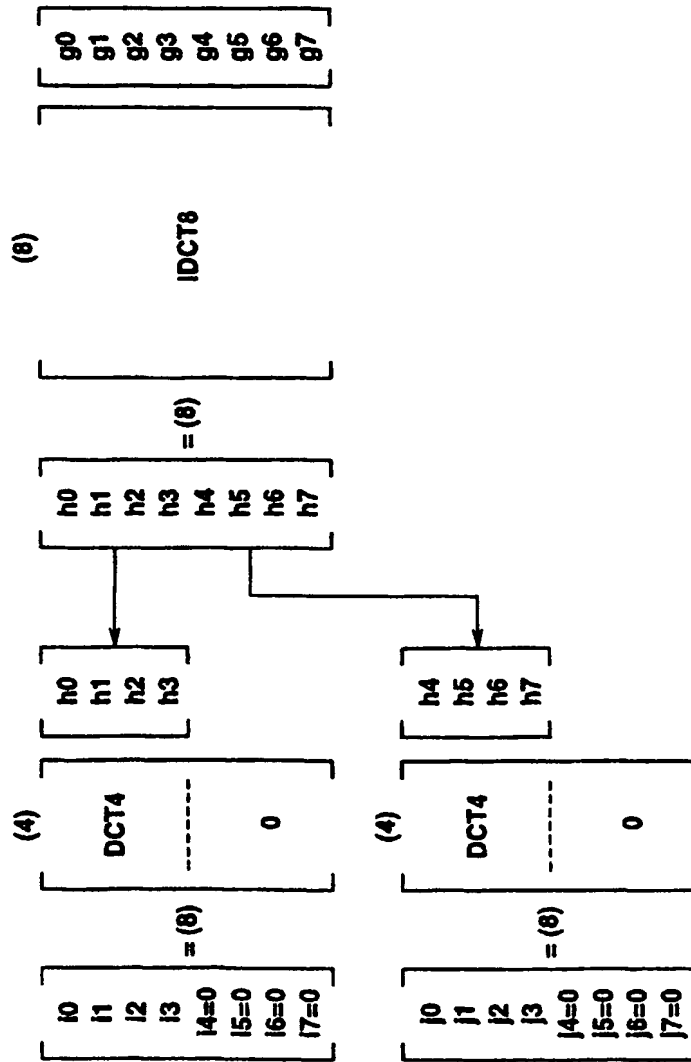 i0
i1
i2
i3
i4=0
i5=0
i6=0
i7=0
= (8)
(4)
DCT4
0
h0
h1
h2
h3
h0
h1
h2
h3
h4
h5
h6
h7
= (8)
(8)
IDCT8
g0
g1
g2
g3
g4
g5
g6
g7
j0
j1
j2
j3
j4=0
j5=0
j6=0
j7=0
= (8)
(4)
DCT4
0
h4
h5
h6
h7